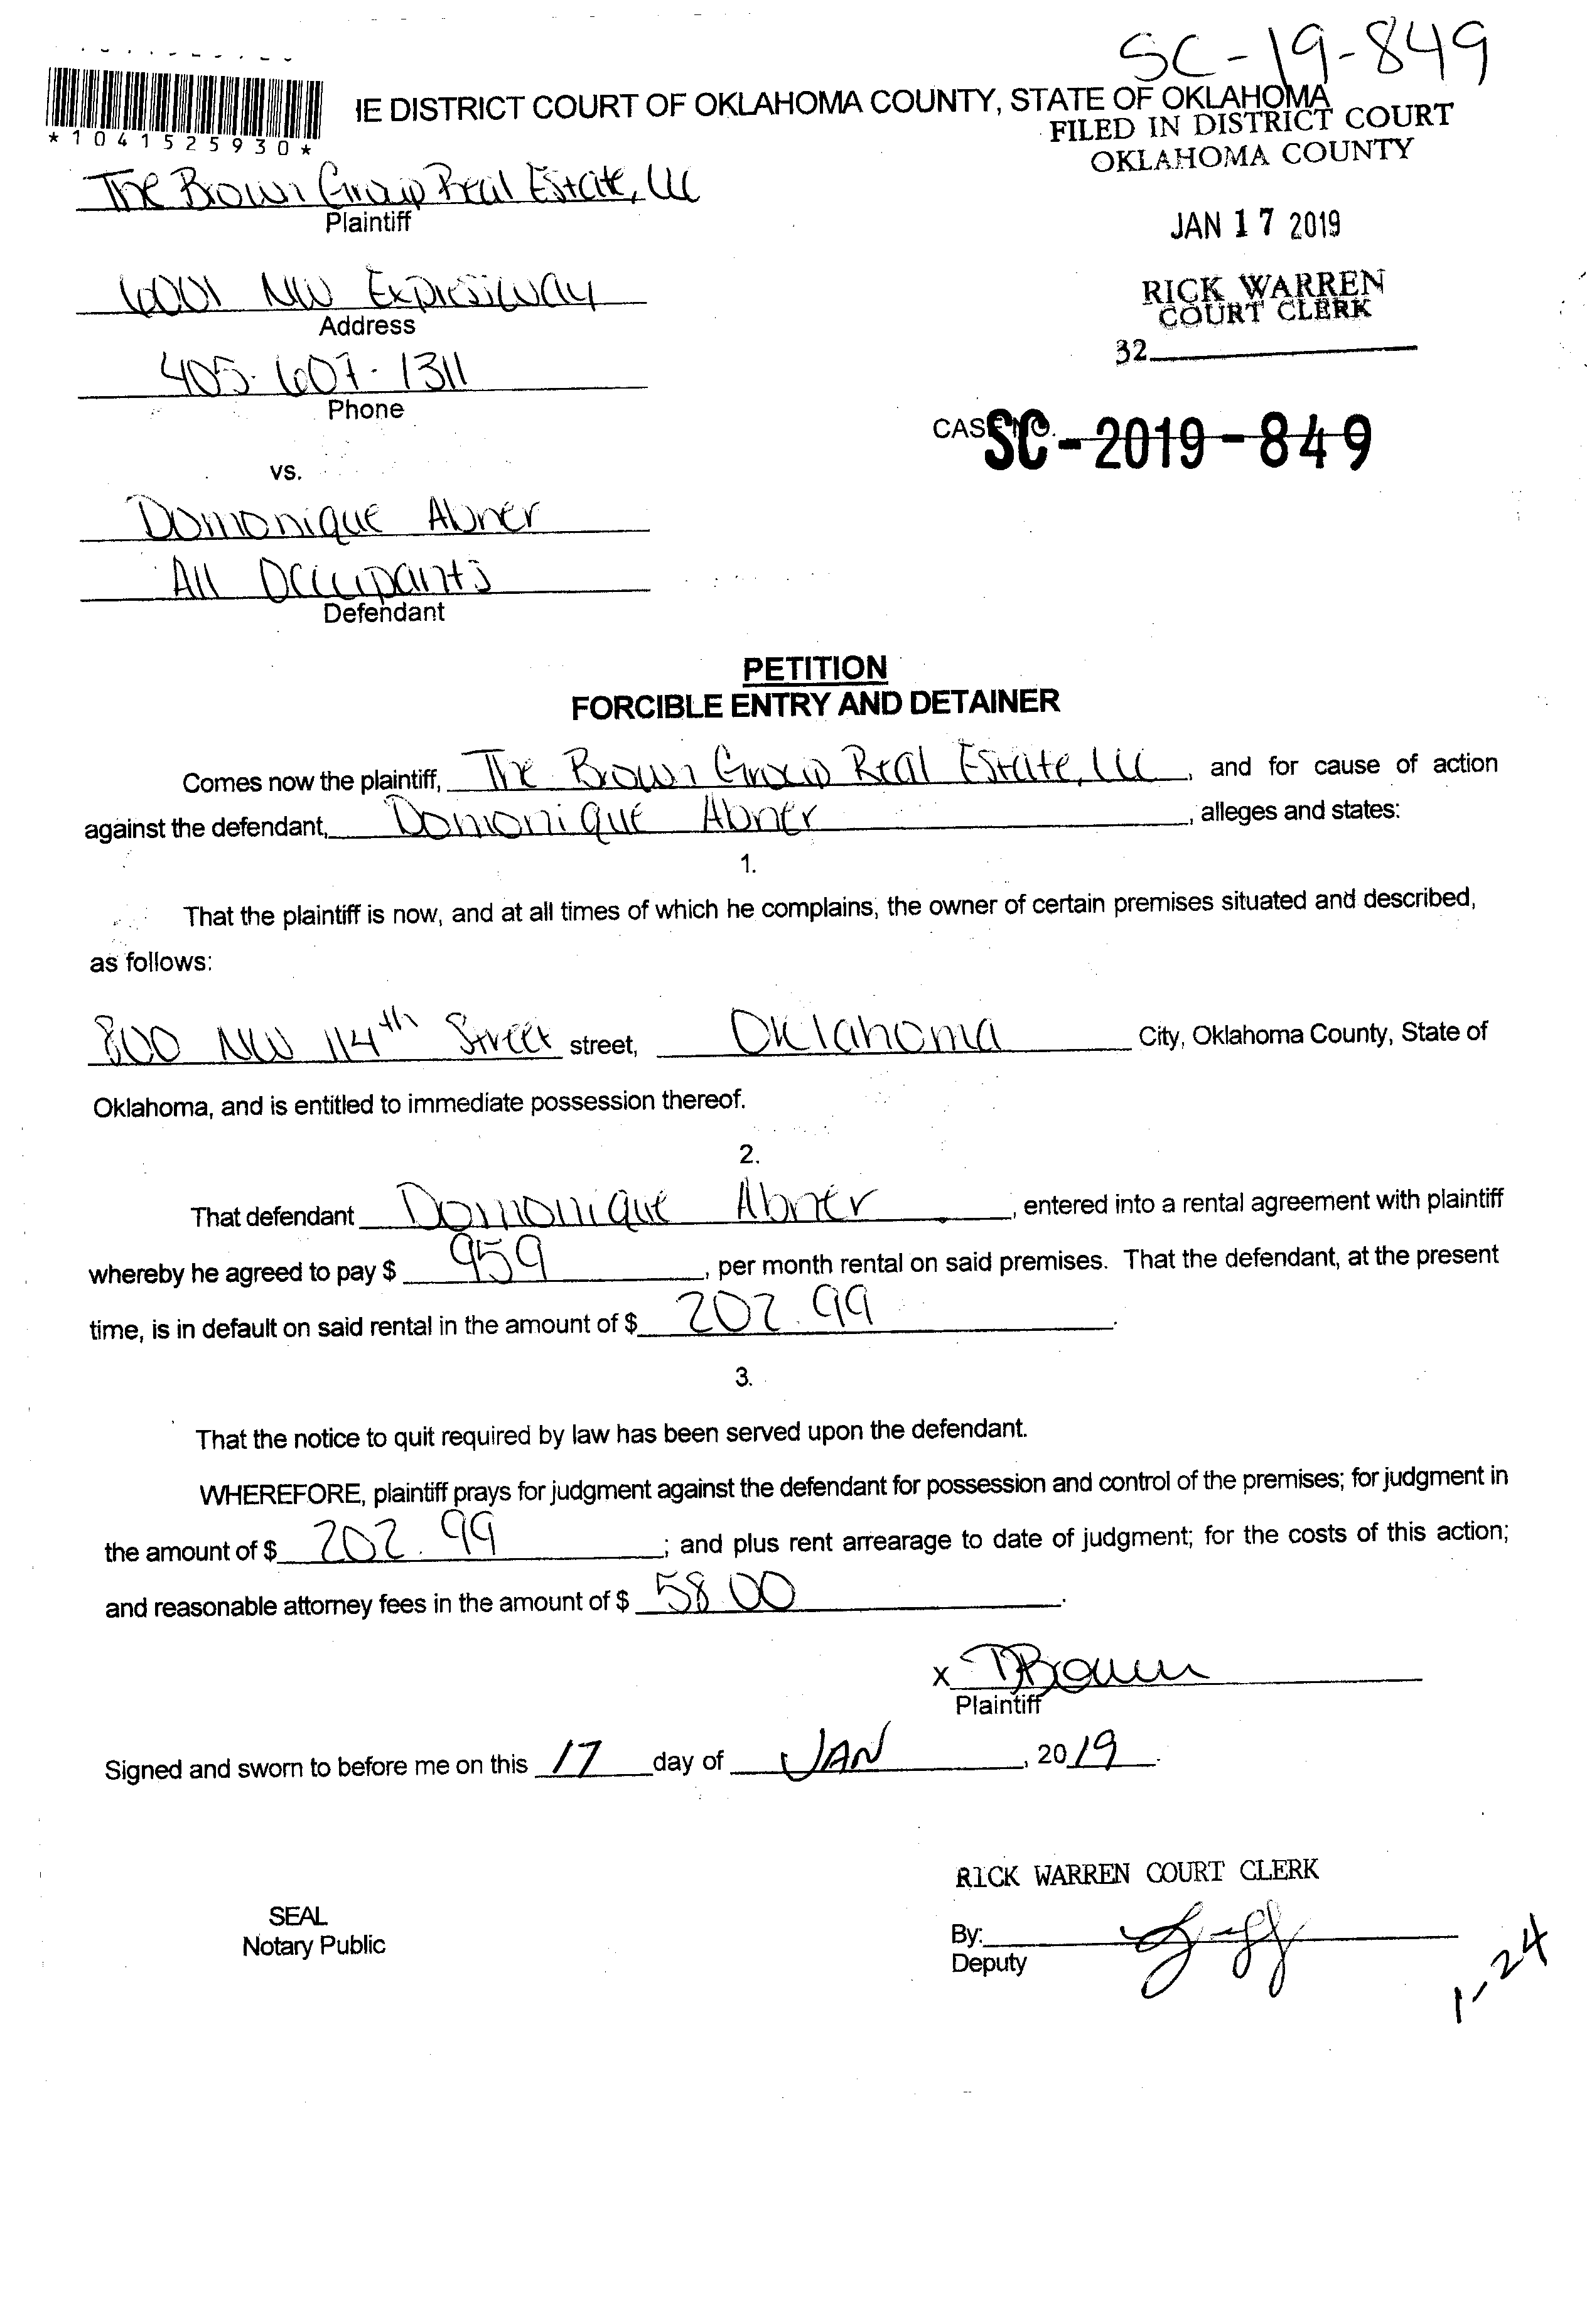 SC-19-849
*1041525930*
IE DISTRICT COURT OF OKLAHOMA COUNTY, STATE OF OKLAHOMA
FILED IN DISTRICT COURT
OKLAHOMA COUNTY
The Brown Group Real Estate, LLC
Plaintiff
JAN 17 2019
6001 NW Expressway
Address
RICK WARREN
COURT CLERK
32
405-607-1311
Phone
CASE NO. SC-2019-849
vs.
Domonique Abner
All Occupants
Defendant
PETITION
FORCIBLE ENTRY AND DETAINER
Comes now the plaintiff, The Brown Group Real Estate, LLC, and for cause of action
against the defendant, Domonique Abner, alleges and states:
1.
That the plaintiff is now, and at all times of which he complains, the owner of certain premises situated and described,
as follows:
800 NW 114th Street street, Oklahoma City, Oklahoma County, State of
Oklahoma, and is entitled to immediate possession thereof.
2.
That defendant Domonique Abner, entered into a rental agreement with plaintiff
whereby he agreed to pay $ 959, per month rental on said premises. That the defendant, at the present
time, is in default on said rental in the amount of $ 202.99.
3.
That the notice to quit required by law has been served upon the defendant.
WHEREFORE, plaintiff prays for judgment against the defendant for possession and control of the premises; for judgment in
the amount of $ 202.99; and plus rent arrearage to date of judgment; for the costs of this action;
and reasonable attorney fees in the amount of $ 58.00.
x DBrown
Plaintiff
Signed and sworn to before me on this 17 day of JAN, 2019.
RICK WARREN COURT CLERK
SEAL
Notary Public
By:
Deputy
1-24